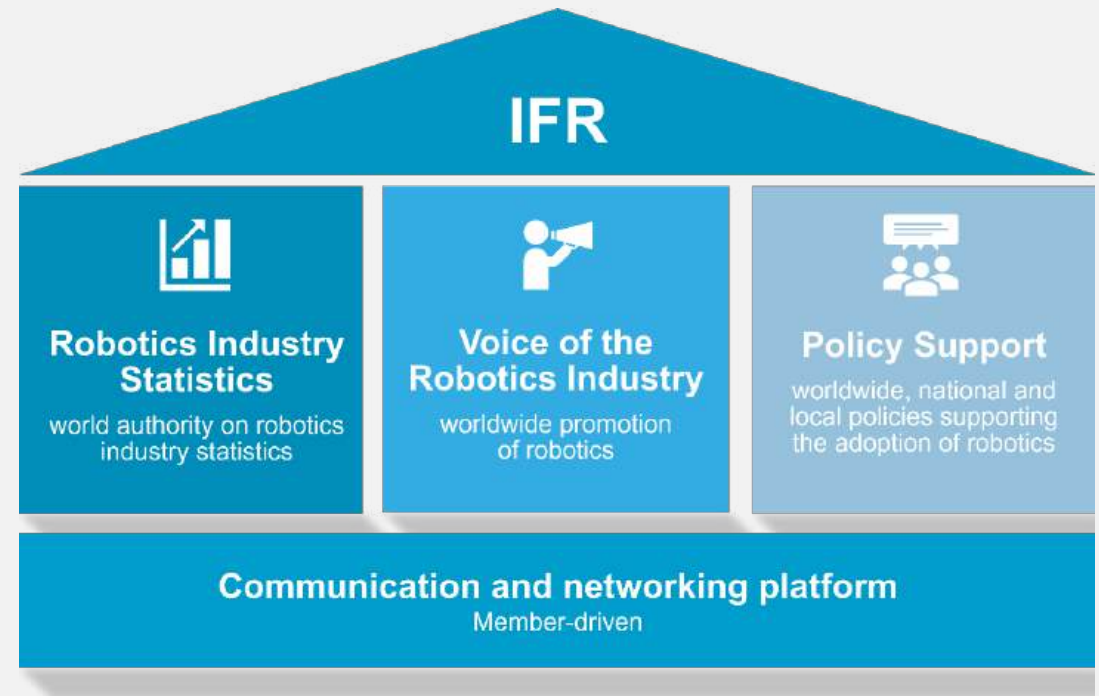 IFR
Robotics Industry
Statistics
world authority on robotics
industry statistics
Voice of the
Robotics Industry
worldwide promotion
of robotics
Policy Support
worldwide, national and
local policies supporting
the adoption of robotics
Communication and networking platform
Member-driven